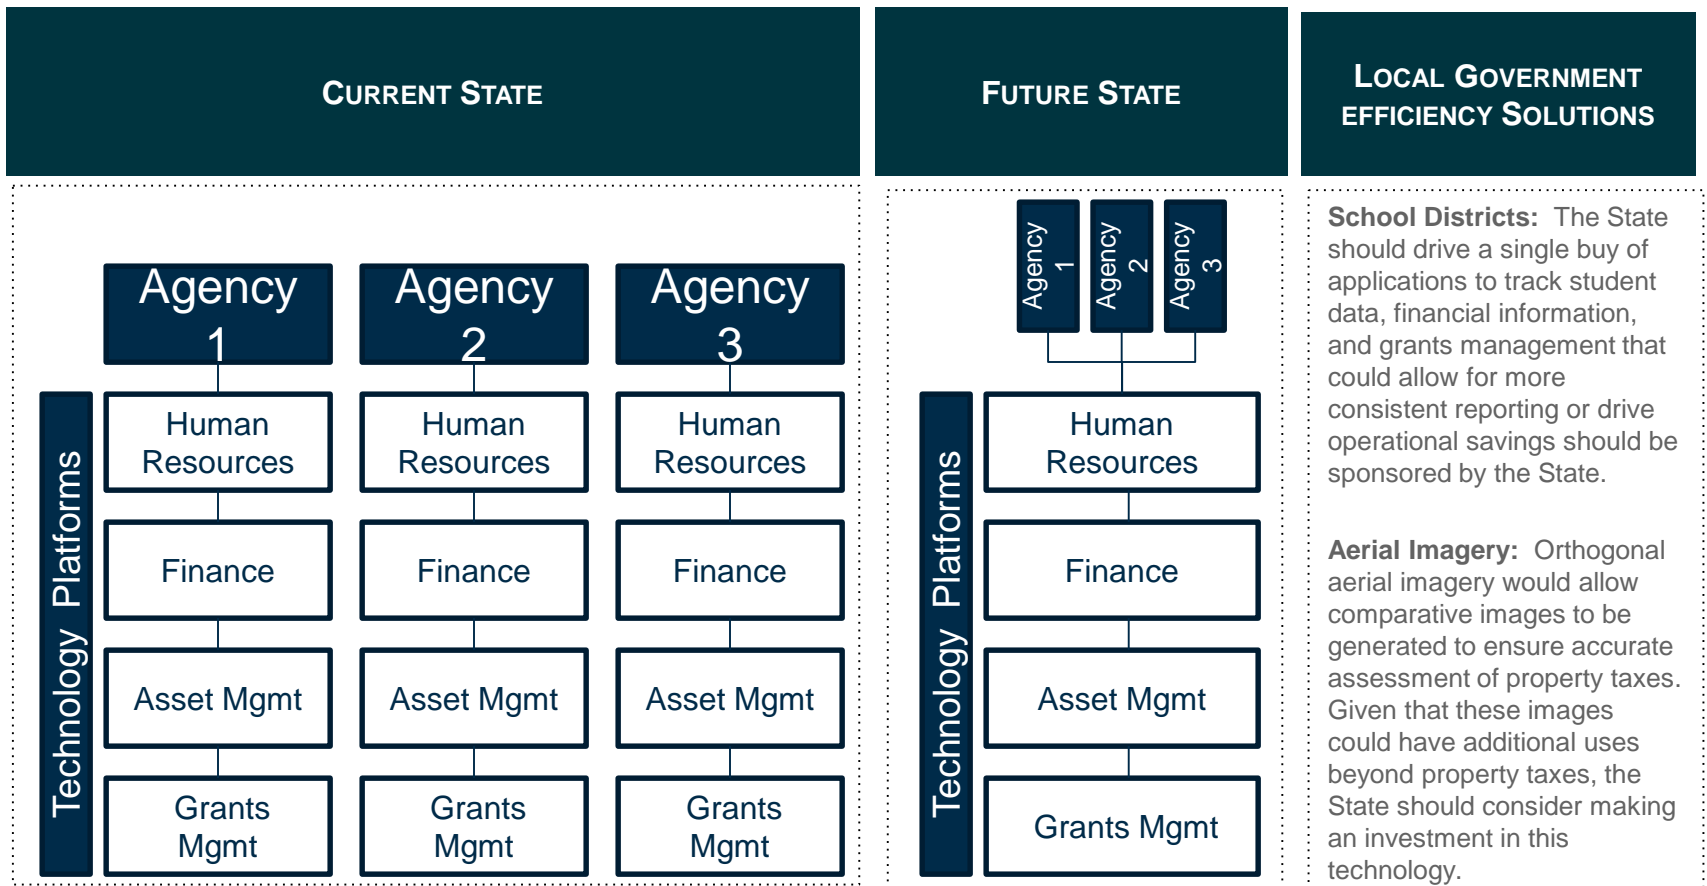 CURRENT STATE
Agency
1
Agency
2
Agency
3
Technology Platforms
Human
Resources
Human
Resources
Human
Resources
Finance
Finance
Finance
Asset Mgmt
Asset Mgmt
Asset Mgmt
Grants
Mgmt
Grants
Mgmt
Grants
Mgmt
FUTURE STATE
Agency
1
Agency
2
Agency
3
Technology Platforms
Human
Resources
Finance
Asset Mgmt
Grants Mgmt
LOCAL GOVERNMENT
EFFICIENCY SOLUTIONS
School Districts: The State
should drive a single buy of
applications to track student
data, financial information,
and grants management that
could allow for more
consistent reporting or drive
operational savings should be
sponsored by the State.
Aerial Imagery: Orthogonal
aerial imagery would allow
comparative images to be
generated to ensure accurate
assessment of property taxes.
Given that these images
could have additional uses
beyond property taxes, the
State should consider making
an investment in this
technology.